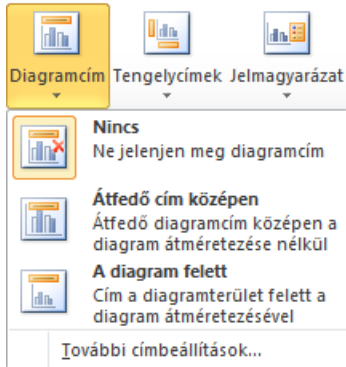 Diagramcím Tengelycímek Jelmagyarázat
Nincs
Ne jelenjen meg diagramcím
Átfedő cím középen
Átfedő diagramcím középen a
diagram átméretezése nélkül
A diagram felett
Cím a diagramterület felett a
diagram átméretezésével
További címbeállítások...